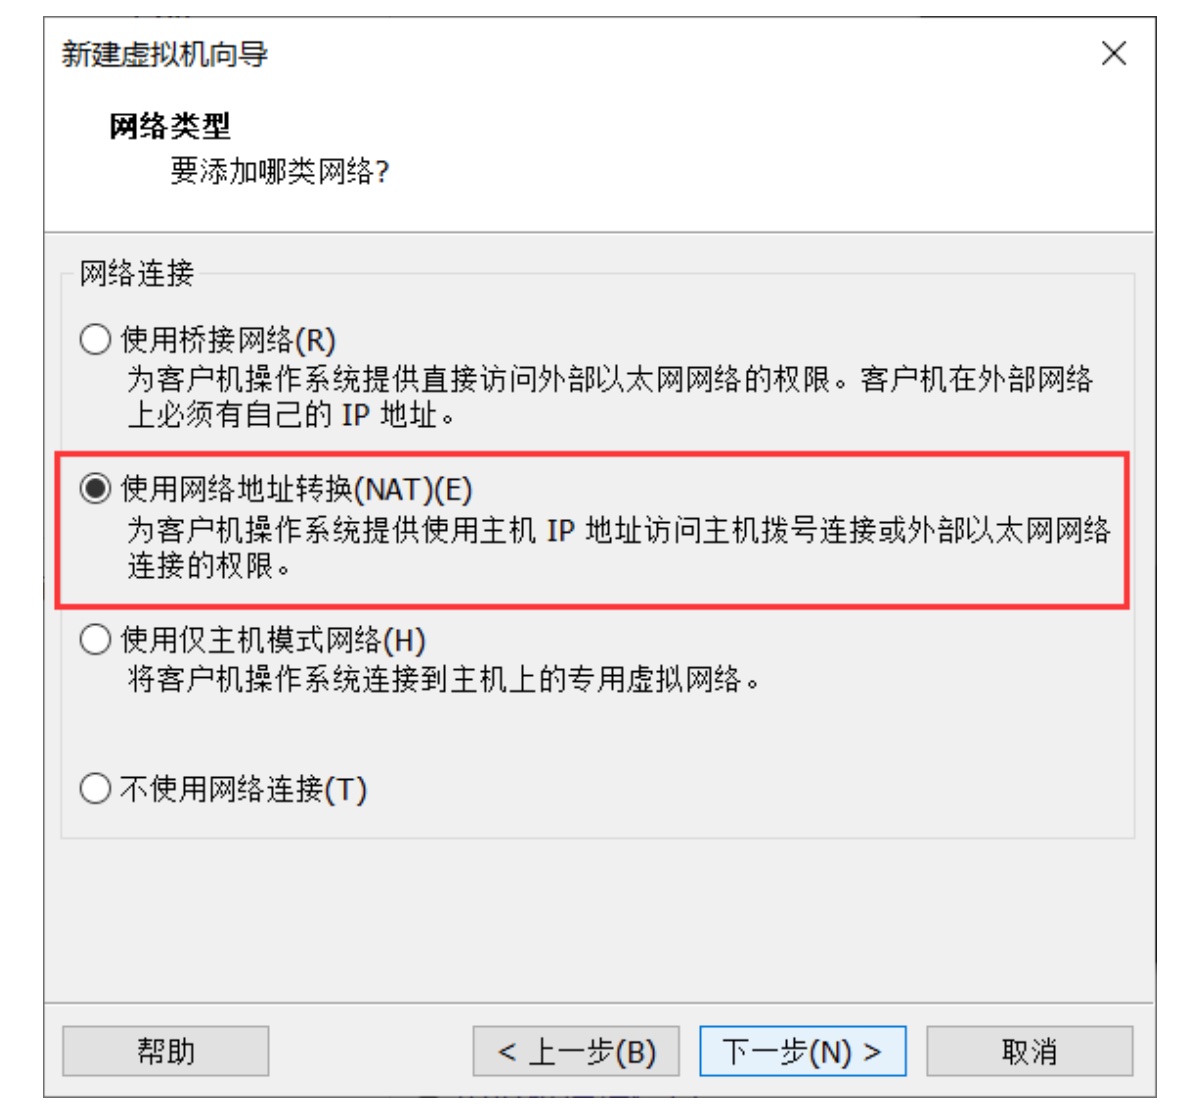 新建虚拟机向导
网络类型
要添加哪类网络?
网络连接
使用桥接网络(R)
为客户机操作系统提供直接访问外部以太网网络的权限。客户机在外部网络
上必须有自己的 IP 地址。
使用网络地址转换(NAT)(E)
为客户机操作系统提供使用主机 IP 地址访问主机拨号连接或外部以太网网络
连接的权限。
使用仅主机模式网络(H)
将客户机操作系统连接到主机上的专用虚拟网络。
不使用网络连接(T)
帮助
< 上一步(B)
下一步(N) >
取消